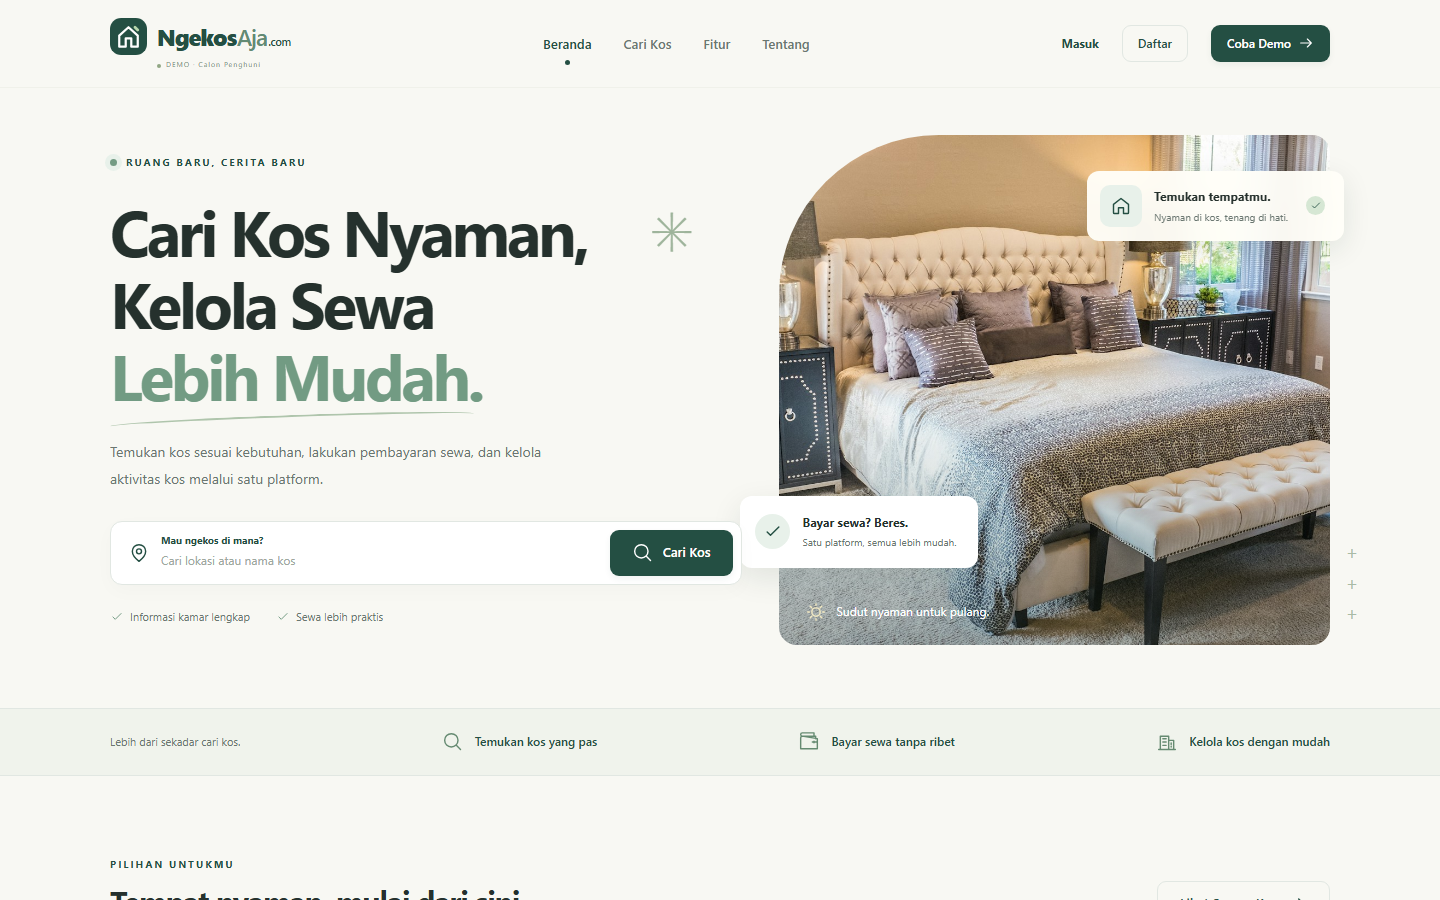 NgekosAja.com
DEMO · Calon Penghuni
Beranda
Cari Kos
Fitur
Tentang
Masuk
Daftar
Coba Demo
RUANG BARU, CERITA BARU
Cari Kos Nyaman,
Kelola Sewa
Lebih Mudah.
Temukan kos sesuai kebutuhan, lakukan pembayaran sewa, dan kelola
aktivitas kos melalui satu platform.
Mau ngekos di mana?
Cari lokasi atau nama kos
Cari Kos
Informasi kamar lengkap
Sewa lebih praktis
Temukan tempatmu.
Nyaman di kos, tenang di hati.
Bayar sewa? Beres.
Satu platform, semua lebih mudah.
Sudut nyaman untuk pulang.
Lebih dari sekadar cari kos.
Temukan kos yang pas
Bayar sewa tanpa ribet
Kelola kos dengan mudah
PILIHAN UNTUKMU
Tempat nyaman, mulai dari sini